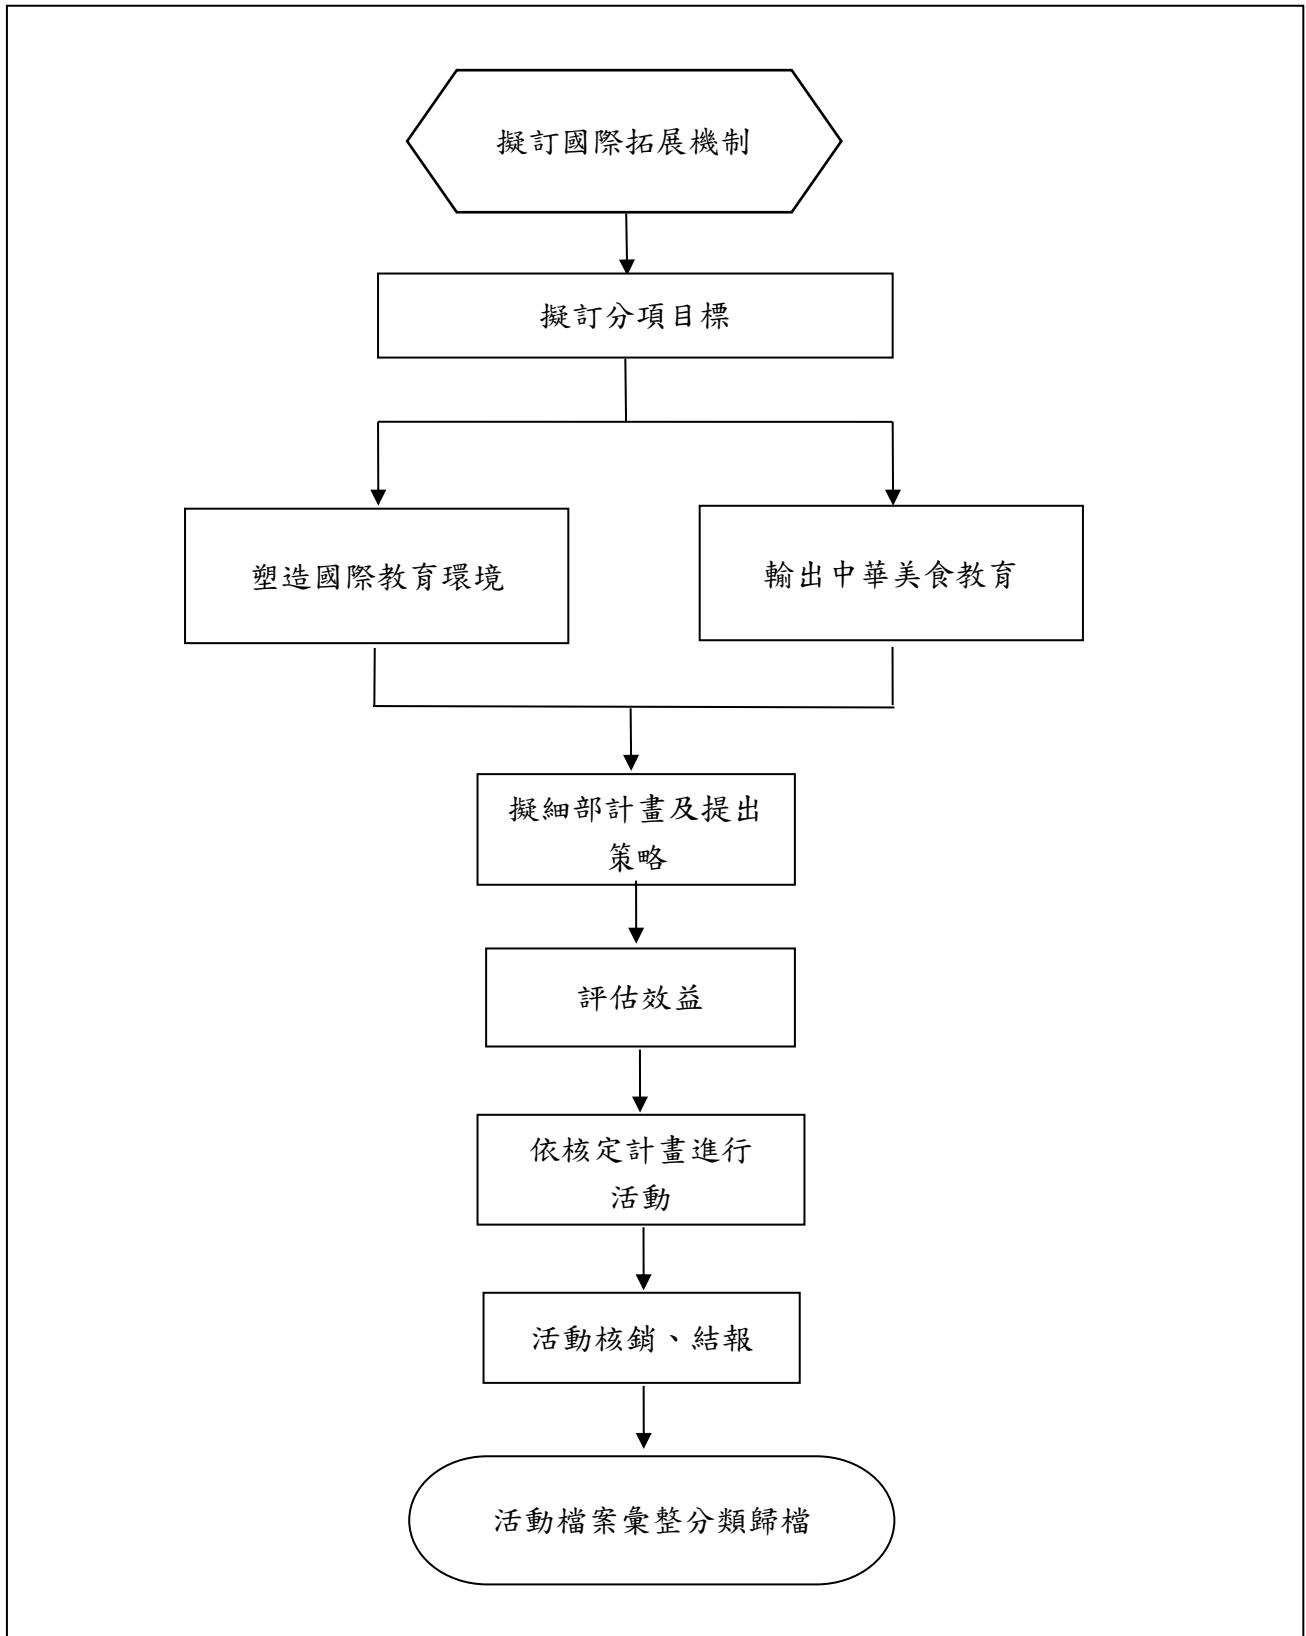 擬訂國際拓展機制
擬訂分項目標
塑造國際教育環境
輸出中華美食教育
擬細部計畫及提出
策略
評估效益
依核定計畫進行
活動
活動核銷、結報
活動檔案彙整分類歸檔